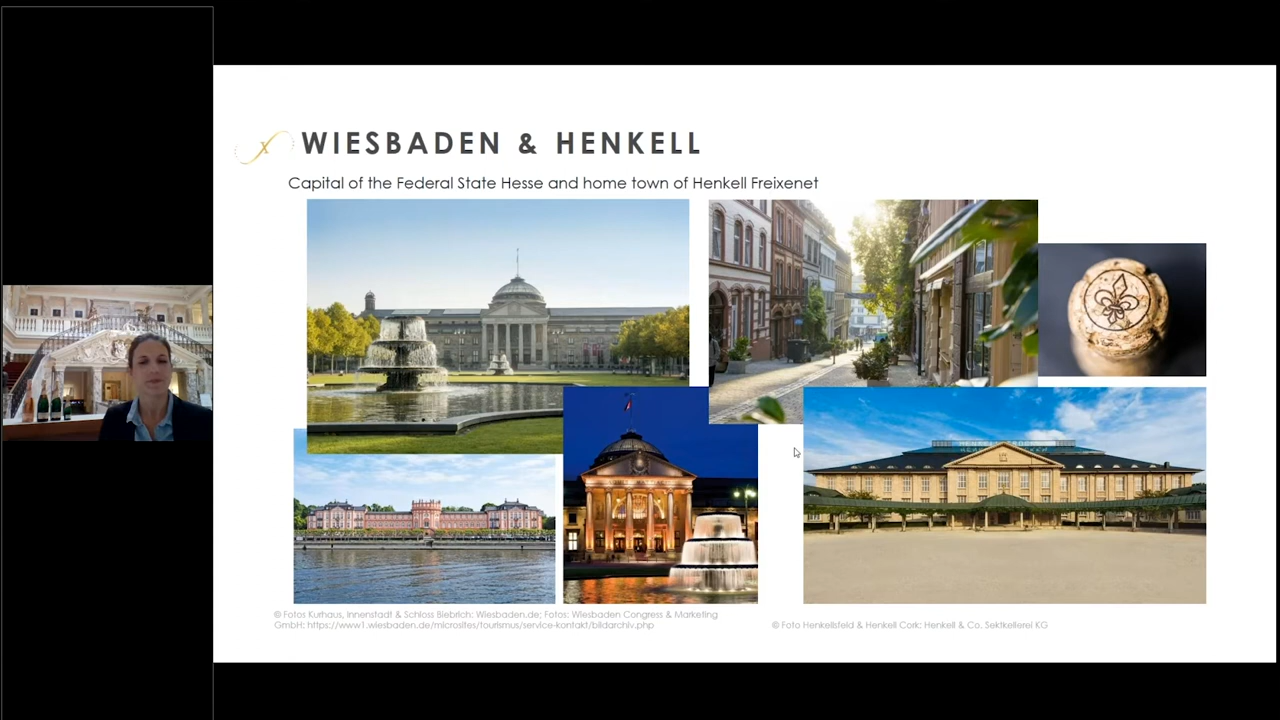 WIESBADEN & HENKELL
Capital of the Federal State Hesse and home town of Henkell Freixenet
© Fotos Kurhaus, Innenstadt & Schloss Biebrich: Wiesbaden.de; Fotos: Wiesbaden Congress & Marketing
GmbH: https://www1.wiesbaden.de/microsites/tourismus/service-kontakt/bildarchiv.php
© Foto Henkellsfeld & Henkell Cork: Henkell & Co. Sektkellerei KG